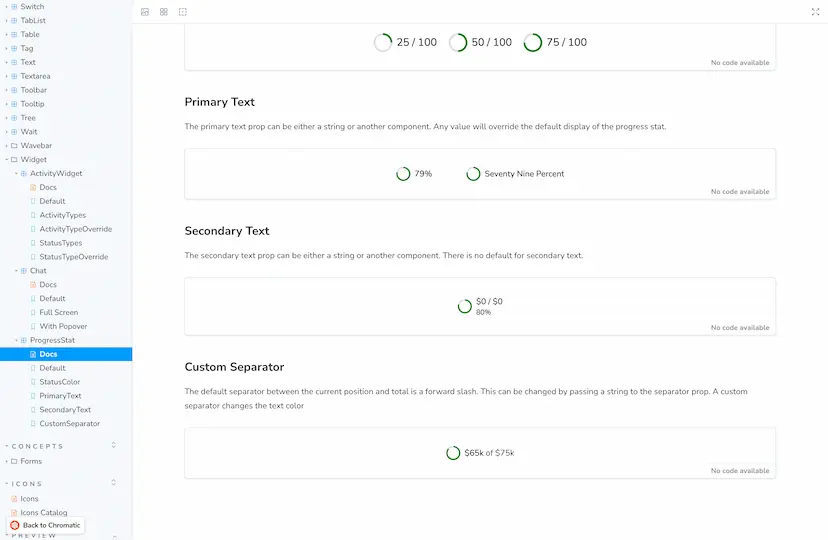 Switch
TabList
Table
Tag
Text
Textarea
Toolbar
Tooltip
Tree
Wait
Wavebar
Widget
ActivityWidget
Docs
Default
ActivityTypes
ActivityTypeOverride
StatusTypes
StatusTypeOverride
Chat
Docs
Default
Full Screen
With Popover
ProgressStat
Docs
Default
StatusColor
PrimaryText
SecondaryText
CustomSeparator
CONCEPTS
Forms
ICONS
Icons
Icons Catalog
Back to Chromatic
PREVIEW
25 / 100 50 / 100 75 / 100
No code available
Primary Text
The primary text prop can be either a string or another component. Any value will override the default display of the progress stat.
79% Seventy Nine Percent
No code available
Secondary Text
The secondary text prop can be either a string or another component. There is no default for secondary text.
$0 / $0
80%
No code available
Custom Separator
The default separator between the current position and total is a forward slash. This can be changed by passing a string to the separator prop. A custom
separator changes the text color
$65k of $75k
No code available